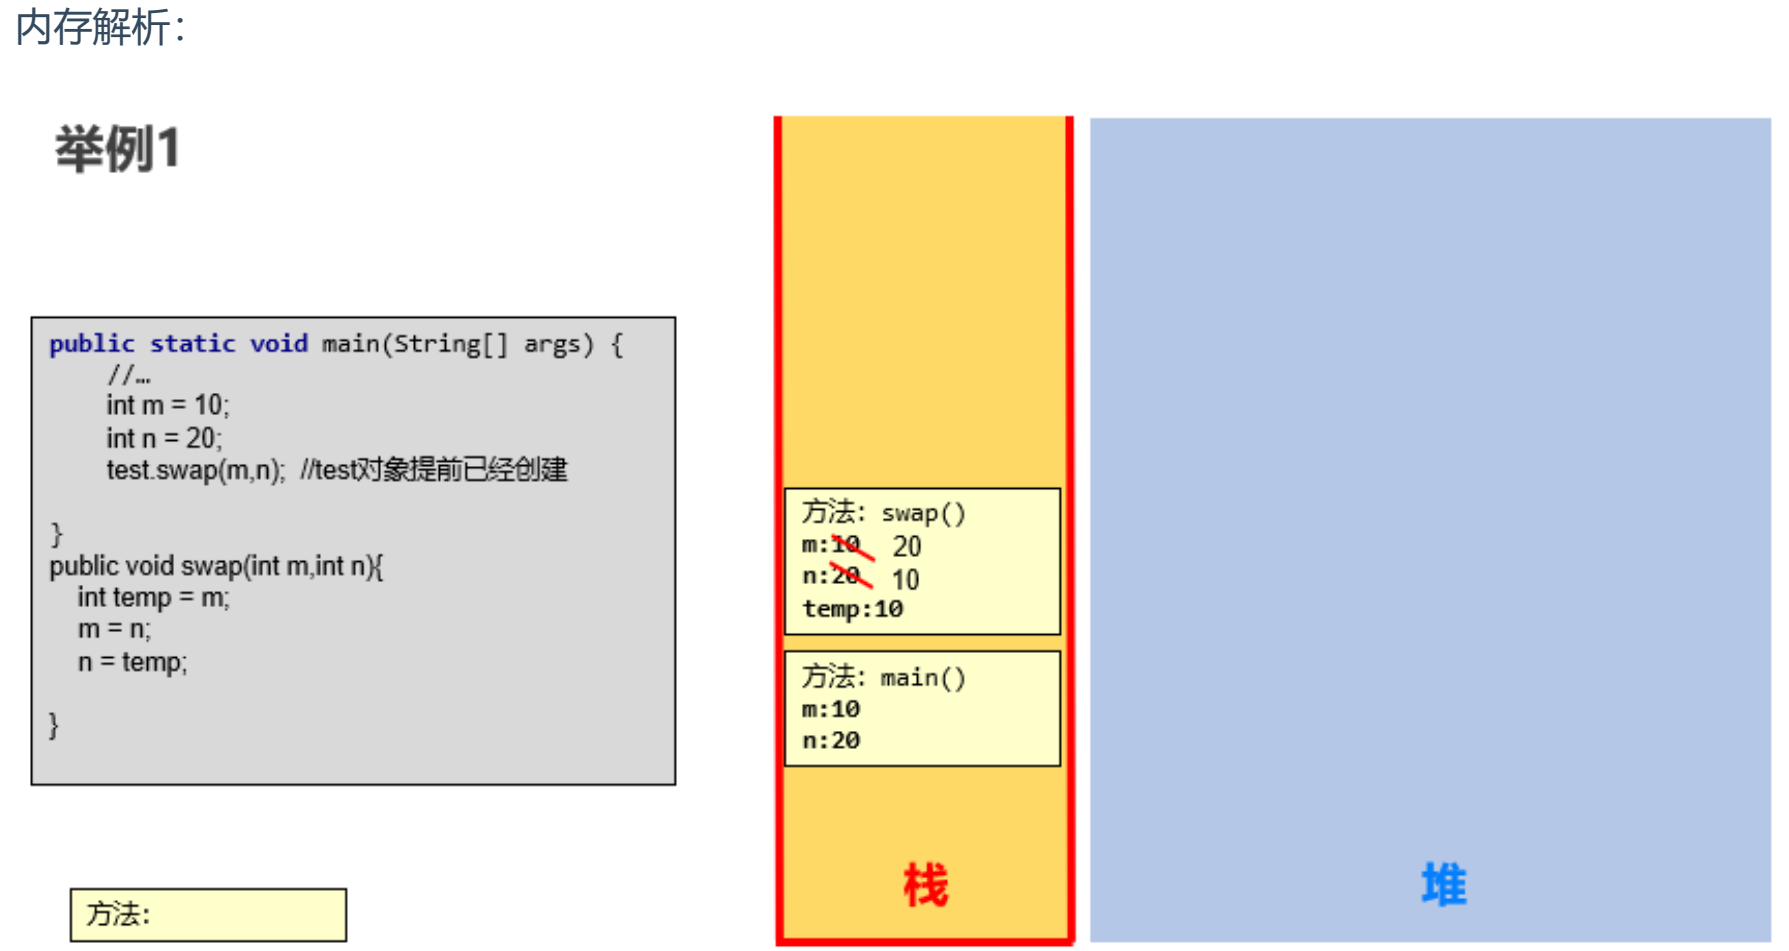 内存解析：
举例1
public static void main(String[] args) {
//…
int m = 10;
int n = 20;
test.swap(m,n); //test对象提前已经创建
}
public void swap(int m,int n){
int temp = m;
m = n;
n = temp;
}
方法：
方法：swap()
m:10 20
n:20 10
temp:10
方法：main()
m:10
n:20
栈
堆